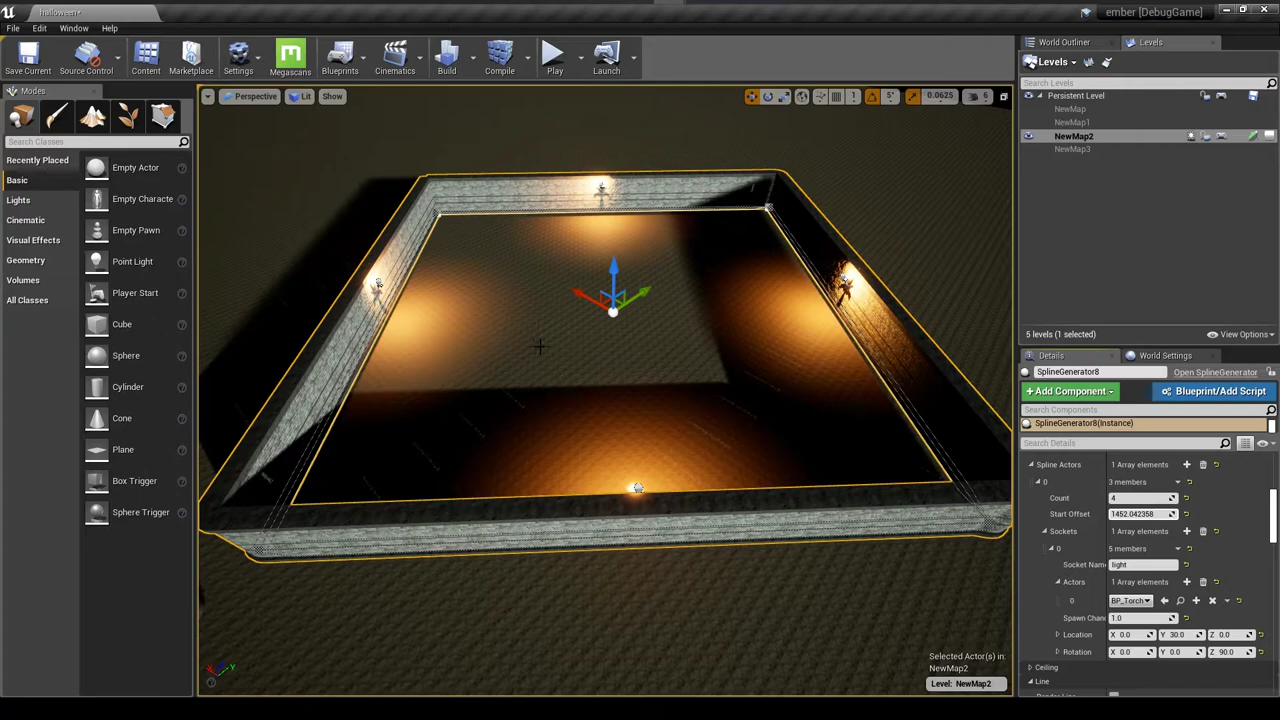 halloween*
ember [DebugGame]
File Edit Window Help
Save Current Source Control Content Marketplace Settings Megascans Blueprints Cinematics Build Compile Play Launch
World Outliner Levels
Levels
Search Levels
Persistent Level
NewMap
NewMap1
NewMap2
NewMap3
5 levels (1 selected) View Options
Modes
Search Classes
Recently Placed
Basic
Lights
Cinematic
Visual Effects
Geometry
Volumes
All Classes
Empty Actor
Empty Characte
Empty Pawn
Point Light
Player Start
Cube
Sphere
Cylinder
Cone
Plane
Box Trigger
Sphere Trigger
Perspective Lit Show
5° 0.0625 6
X Y
Selected Actor(s) in:
NewMap2
Level: NewMap2
Details World Settings
SplineGenerator8 Open SplineGenerator
+Add Component Blueprint/Add Script
Search Components
SplineGenerator8(Instance)
Search Details
Spline Actors 1 Array elements
0 3 members
Count 4
Start Offset 1452.042358
Sockets 1 Array elements
0 5 members
Socket Nam light
Actors 1 Array elements
0 BP_Torch
Spawn Chanc 1.0
Location X 0.0 Y 30.0 Z 0.0
Rotation X 0.0 Y 0.0 Z 90.0
Ceiling
Line